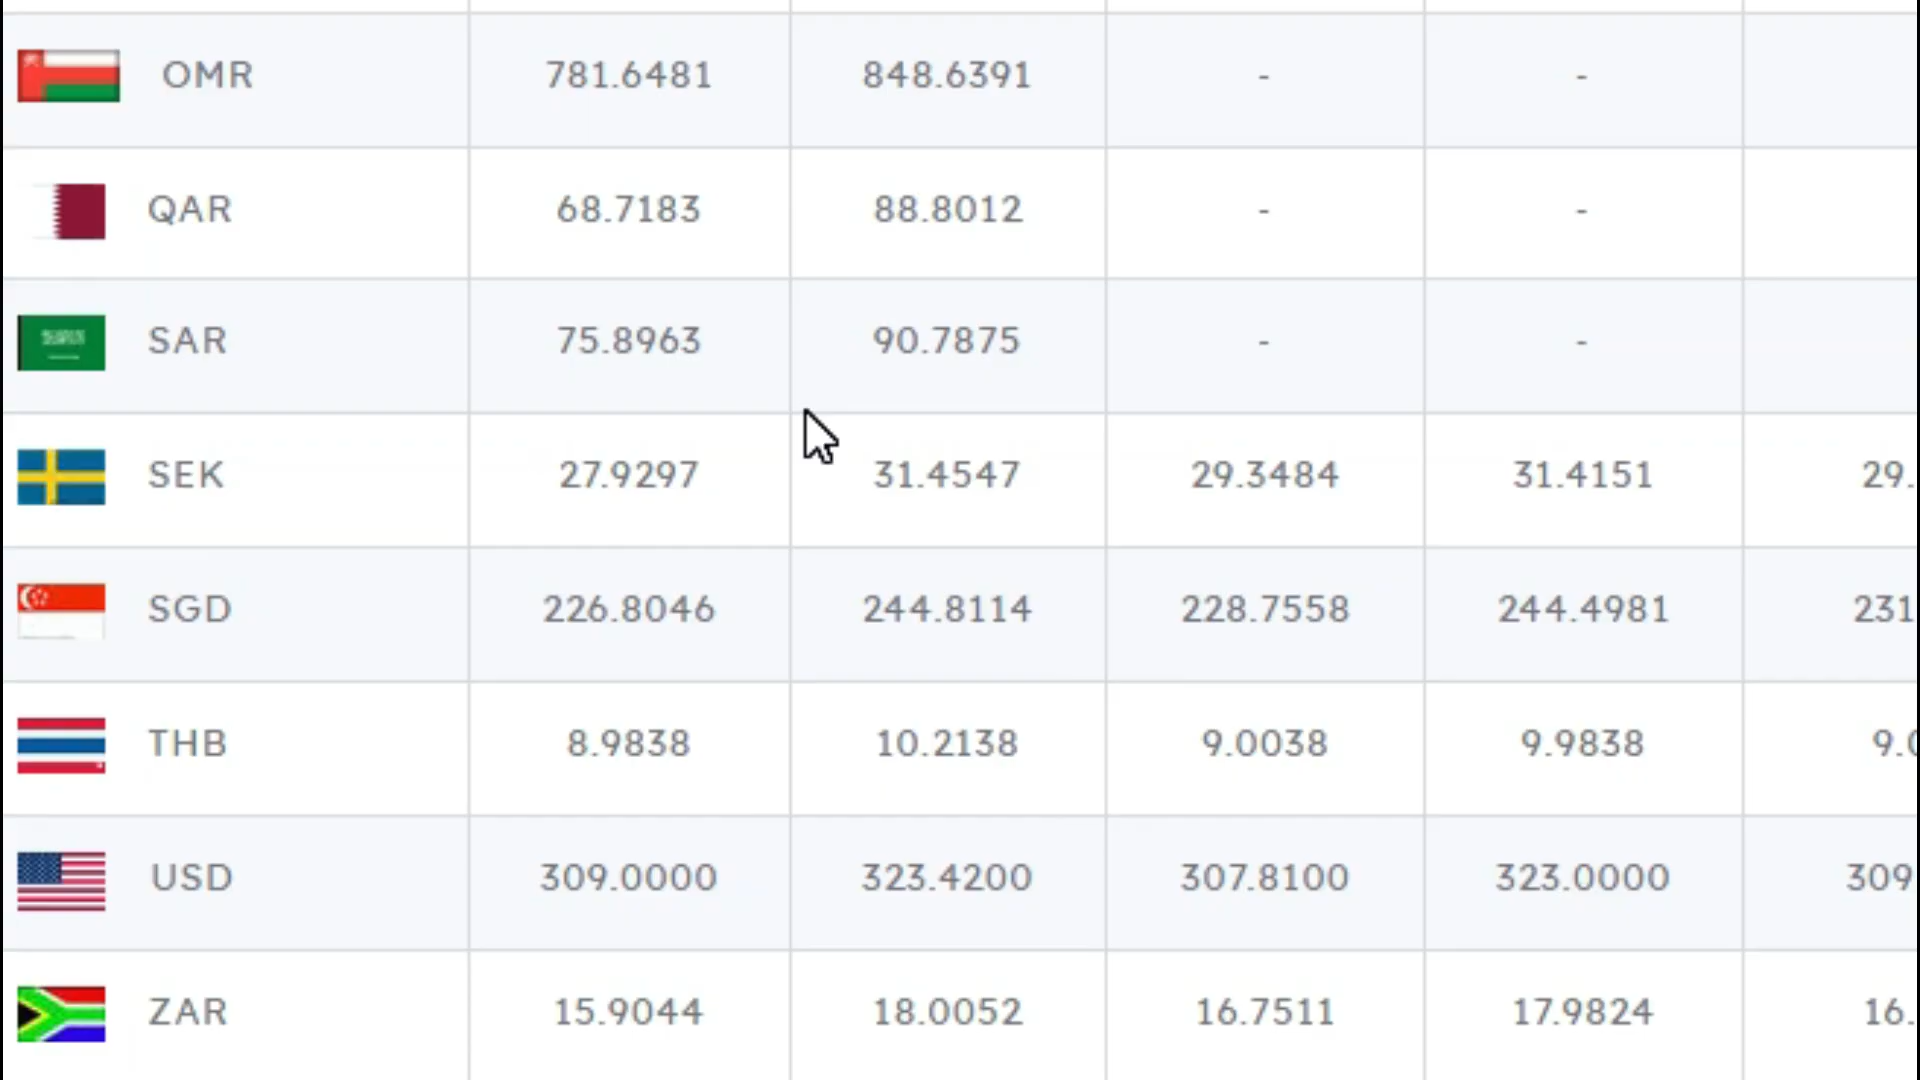 OMR 781.6481 848.6391 - -
QAR 68.7183 88.8012 - -
SAR 75.8963 90.7875 - -
SEK 27.9297 31.4547 29.3484 31.4151 29.
SGD 226.8046 244.8114 228.7558 244.4981 231
THB 8.9838 10.2138 9.0038 9.9838 9.
USD 309.0000 323.4200 307.8100 323.0000 309
ZAR 15.9044 18.0052 16.7511 17.9824 16.